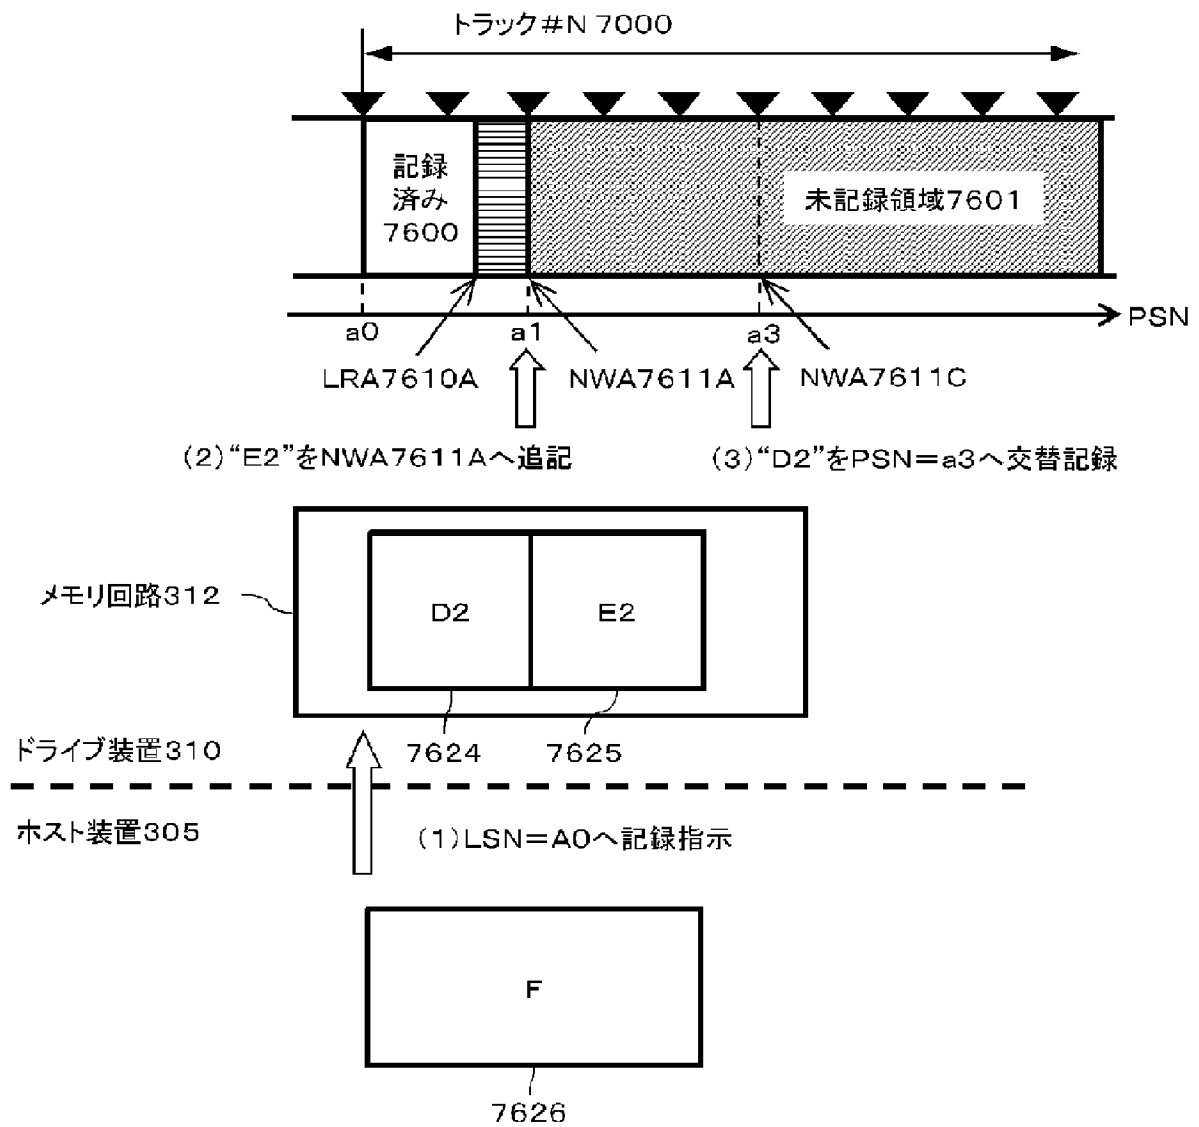 トラック#N 7000
記録
済み
7600
未記録領域7601
PSN
a0
a1
a3
LRA7610A
NWA7611A
NWA7611C
(2)“E2”をNWA7611Aへ追記
(3)“D2”をPSN=a3へ交替記録
メモリ回路312
D2
E2
7624
7625
ドライブ装置310
ホスト装置305
(1)LSN=A0へ記録指示
F
7626